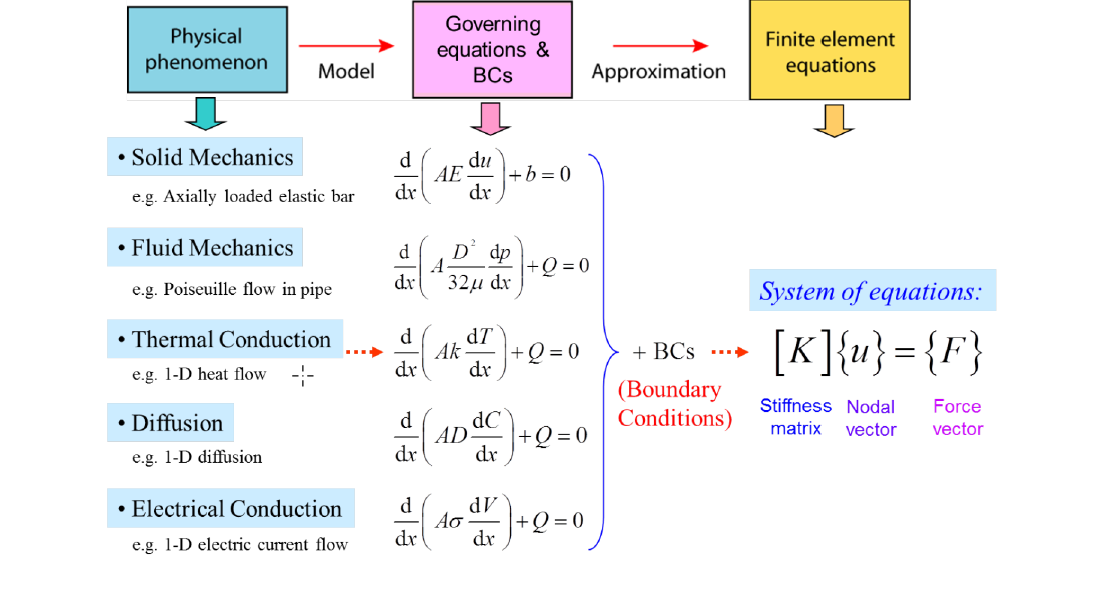 Physical
phenomenon
Model
Governing
equations &
BCs
Approximation
Finite element
equations
• Solid Mechanics
e.g. Axially loaded elastic bar
d/dx ( AE du/dx ) + b = 0
• Fluid Mechanics
e.g. Poiseuille flow in pipe
d/dx ( A D²/32μ dp/dx ) + Q = 0
• Thermal Conduction
e.g. 1-D heat flow
d/dx ( Ak dT/dx ) + Q = 0
• Diffusion
e.g. 1-D diffusion
d/dx ( AD dC/dx ) + Q = 0
• Electrical Conduction
e.g. 1-D electric current flow
d/dx ( Aσ dV/dx ) + Q = 0
+ BCs
(Boundary
Conditions)
System of equations:
[K]{u} = {F}
Stiffness
matrix
Nodal
vector
Force
vector